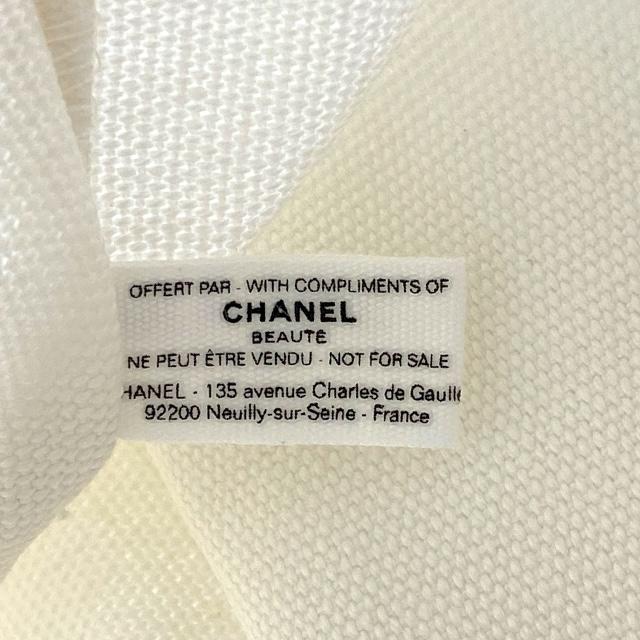 OFFERT PAR - WITH COMPLIMENTS OF
CHANEL
BEAUTÉ
NE PEUT ÊTRE VENDU - NOT FOR SALE
HANEL - 135 avenue Charles de Gaulle
92200 Neuilly-sur-Seine - France